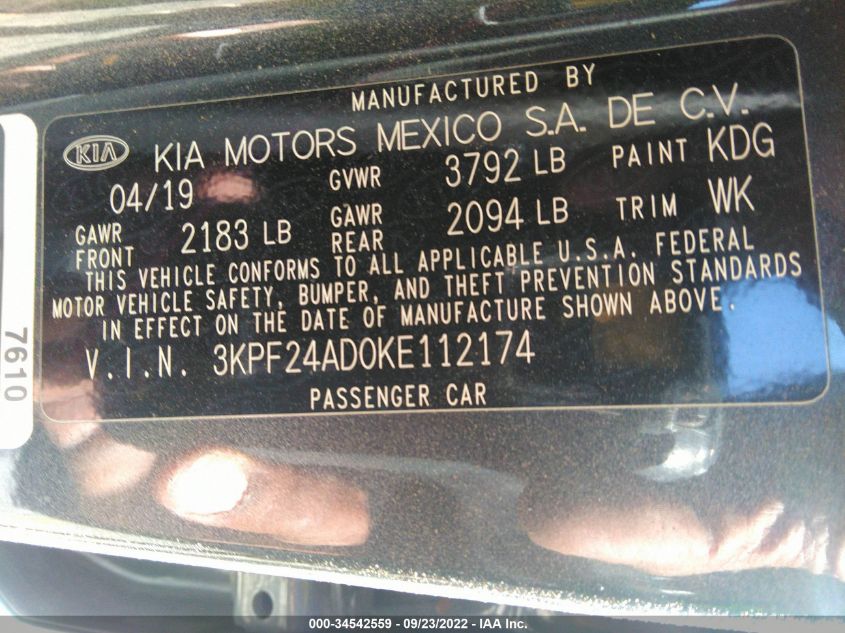 MANUFACTURED BY
KIA KIA MOTORS MEXICO S.A. DE C.V.
04/19 GVWR 3792 LB PAINT KDG
GAWR FRONT 2183 LB GAWR REAR 2094 LB TRIM WK
THIS VEHICLE CONFORMS TO ALL APPLICABLE U.S.A. FEDERAL
MOTOR VEHICLE SAFETY, BUMPER, AND THEFT PREVENTION STANDARDS
IN EFFECT ON THE DATE OF MANUFACTURE SHOWN ABOVE.
V.I.N. 3KPF24AD0KE112174
PASSENGER CAR
7610
000-34542559 - 09/23/2022 - IAA Inc.